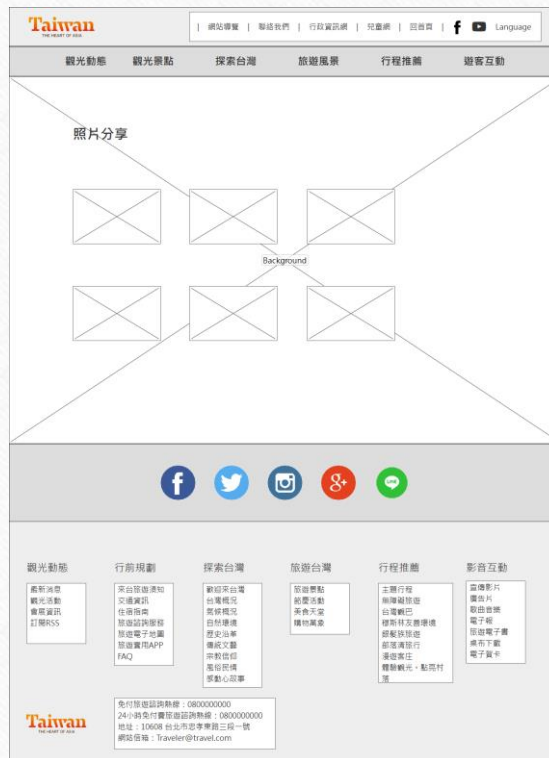 Taiwan
THE HEART OF ASIA
| 網站導覽 | 聯絡我們 | 行政資訊網 | 兒童網 | 回首頁 | f Language
觀光動態 觀光景點 探索台灣 旅遊風景 行程推薦 遊客互動
照片分享
Background
f g+ LINE
觀光動態
最新消息
觀光活動
會展資訊
訂閱RSS
行前規劃
來台旅遊須知
交通資訊
住宿指南
旅遊諮詢服務
旅遊電子地圖
旅遊實用APP
FAQ
探索台灣
歡迎來台灣
台灣概況
氣候概況
自然環境
歷史沿革
傳統文藝
宗教信仰
風俗民情
感動心故事
旅遊台灣
旅遊景點
節慶活動
美食天堂
購物萬象
行程推薦
主題行程
無障礙旅遊
台灣觀巴
穆斯林友善環境
銀髮族旅遊
部落清旅行
漫遊客庄
體驗觀光‧點亮村
落
影音互動
宣傳影片
廣告片
歌曲音樂
電子報
旅遊電子書
桌布下載
電子賀卡
Taiwan
THE HEART OF ASIA
免付旅遊諮詢熱線：0800000000
24小時免付費旅遊諮詢熱線：0800000000
地址：10608 台北市忠孝東路三段一號
網站信箱：Traveler@travel.com